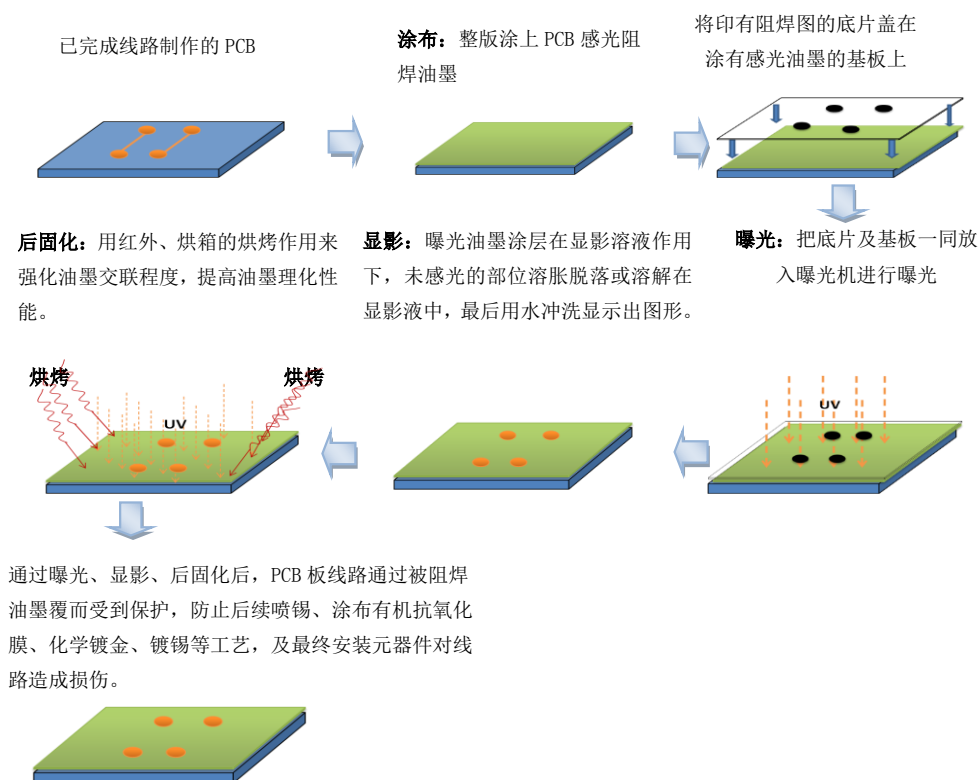 已完成线路制作的 PCB
涂布：整版涂上 PCB 感光阻
焊油墨
将印有阻焊图的底片盖在
涂有感光油墨的基板上
后固化：用红外、烘箱的烘烤作用来
强化油墨交联程度，提高油墨理化性
能。
显影：曝光油墨涂层在显影溶液作用
下，未感光的部位溶胀脱落或溶解在
显影液中，最后用水冲洗显示出图形。
曝光：把底片及基板一同放
入曝光机进行曝光
烘烤
烘烤
UV
UV
通过曝光、显影、后固化后，PCB 板线路通过被阻焊
油墨覆而受到保护，防止后续喷锡、涂布有机抗氧化
膜、化学镀金、镀锡等工艺，及最终安装元器件对线
路造成损伤。